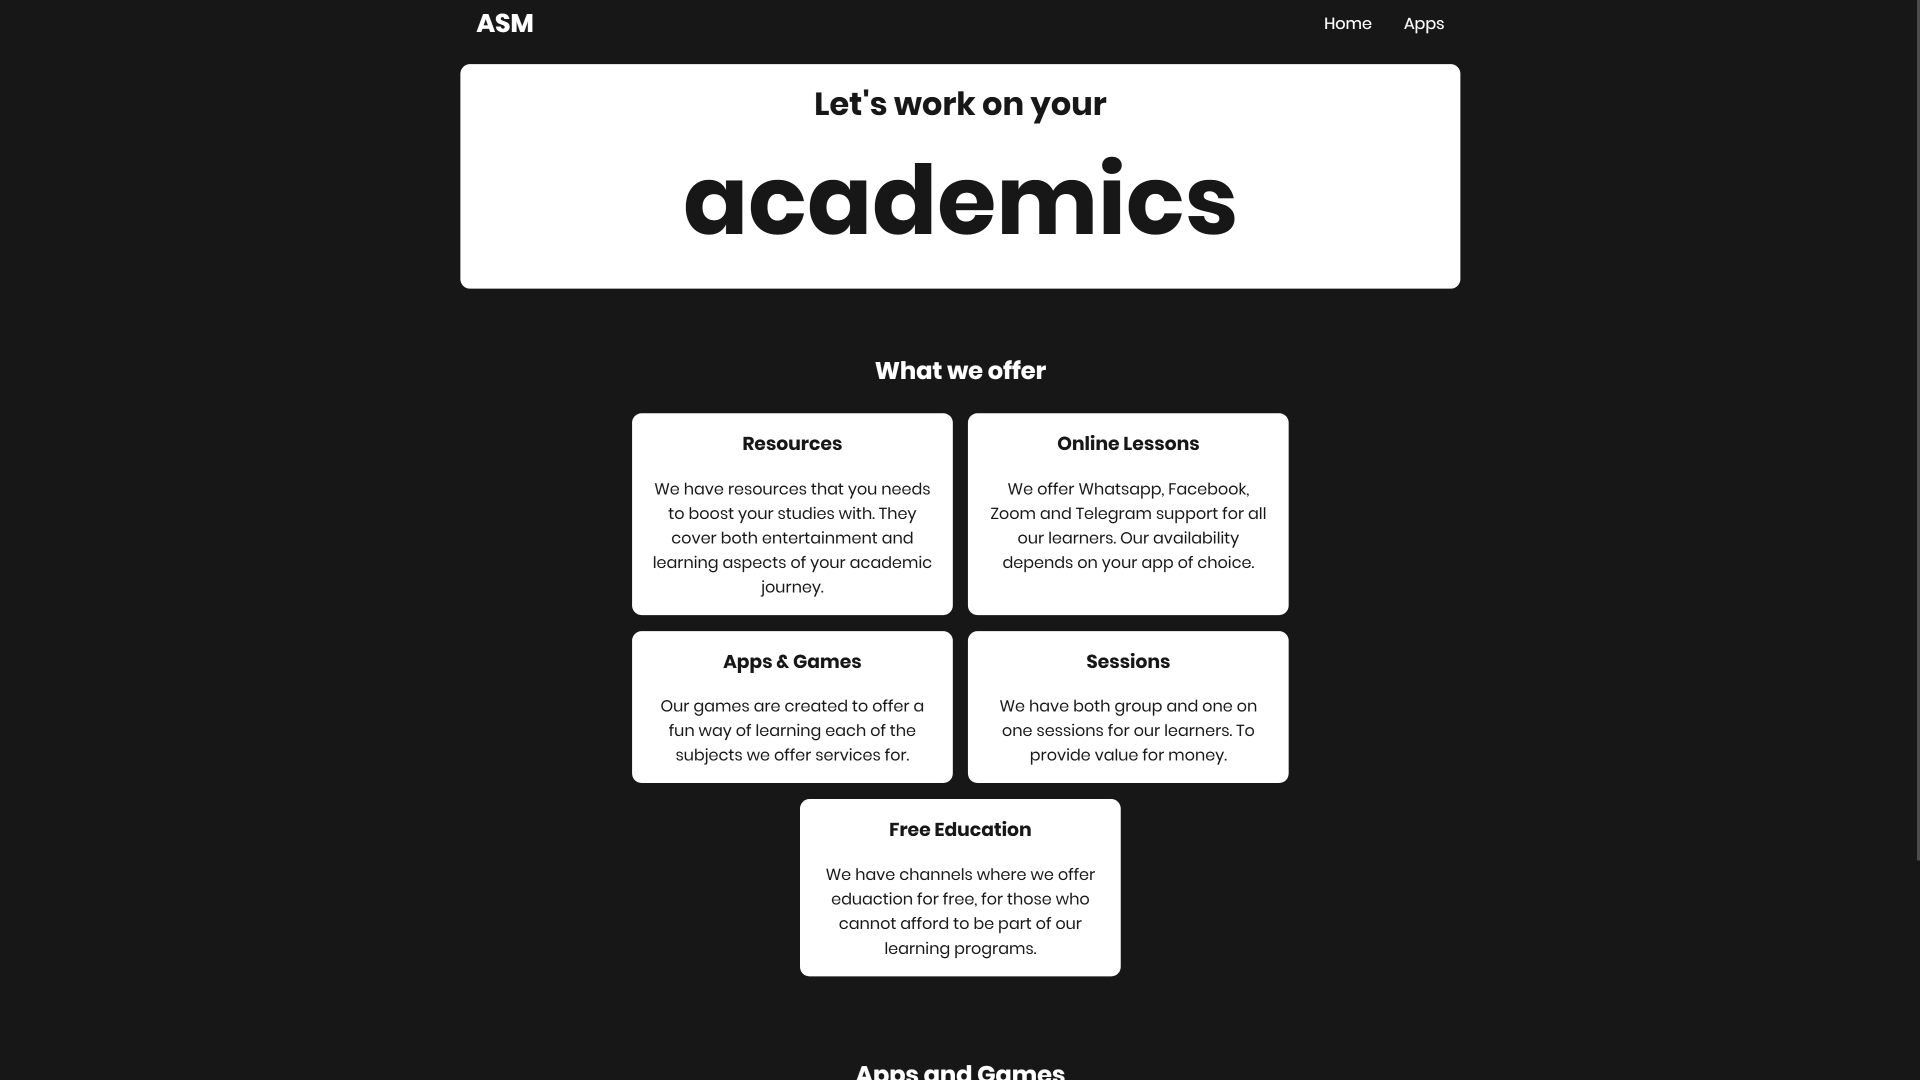 ASM
Home
Apps
Let's work on your
academics
What we offer
Resources
We have resources that you needs
to boost your studies with. They
cover both entertainment and
learning aspects of your academic
journey.
Online Lessons
We offer Whatsapp, Facebook,
Zoom and Telegram support for all
our learners. Our availability
depends on your app of choice.
Apps & Games
Our games are created to offer a
fun way of learning each of the
subjects we offer services for.
Sessions
We have both group and one on
one sessions for our learners. To
provide value for money.
Free Education
We have channels where we offer
eduaction for free, for those who
cannot afford to be part of our
learning programs.
Apps and Games